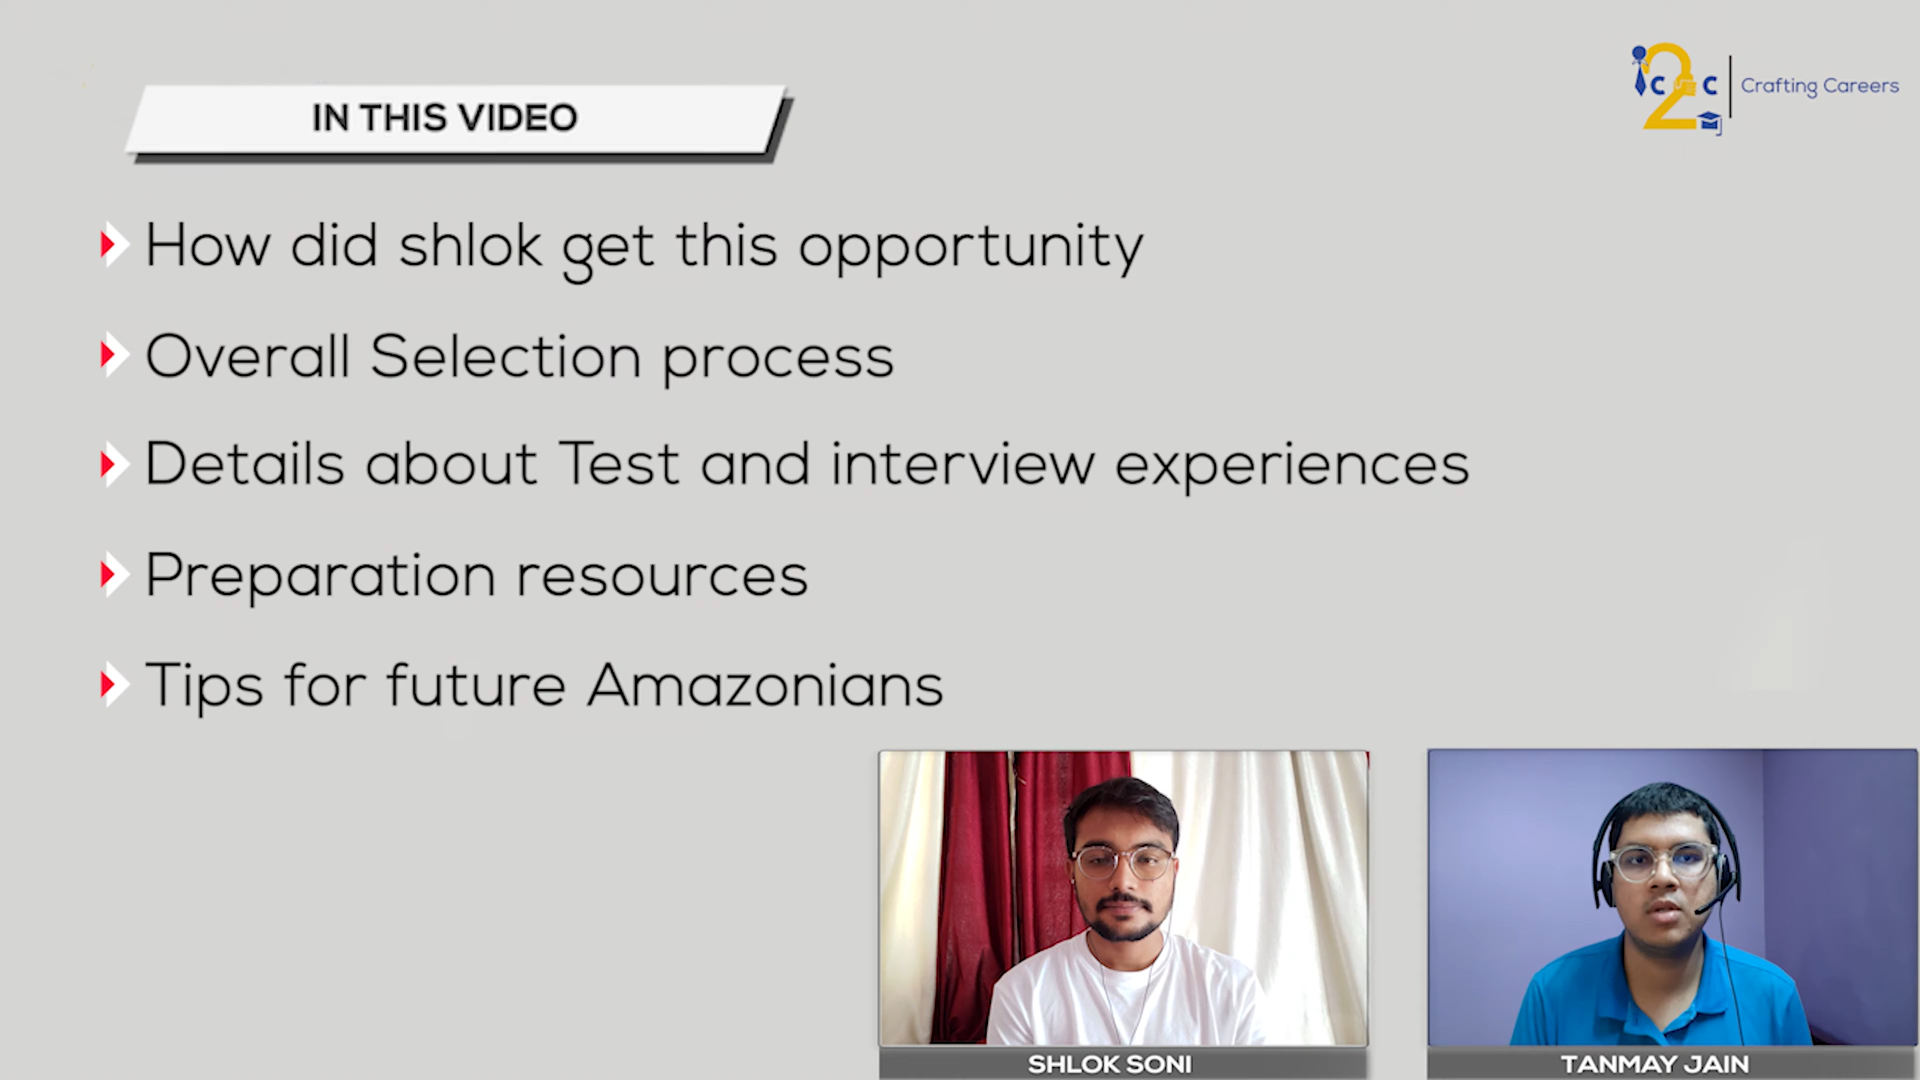 IN THIS VIDEO
C2C | Crafting Careers
How did shlok get this opportunity
Overall Selection process
Details about Test and interview experiences
Preparation resources
Tips for future Amazonians
SHLOK SONI
TANMAY JAIN